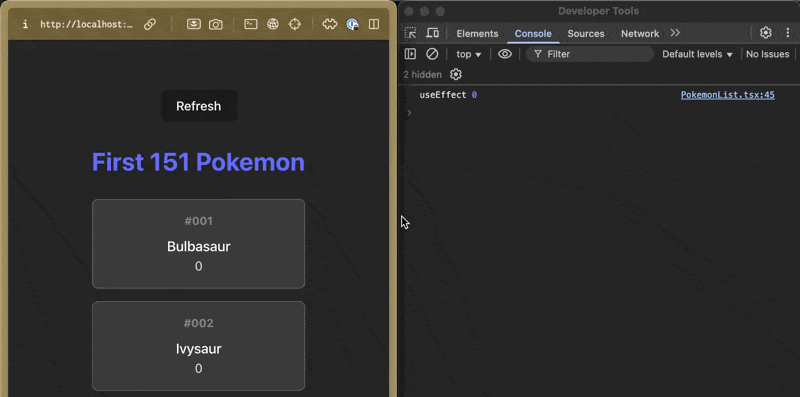 http://localhost:...
Refresh
First 151 Pokemon
#001
Bulbasaur
0
#002
Ivysaur
0
Developer Tools
Elements Console Sources Network
top Filter Default levels No Issues
2 hidden
useEffect 0 PokemonList.tsx:45